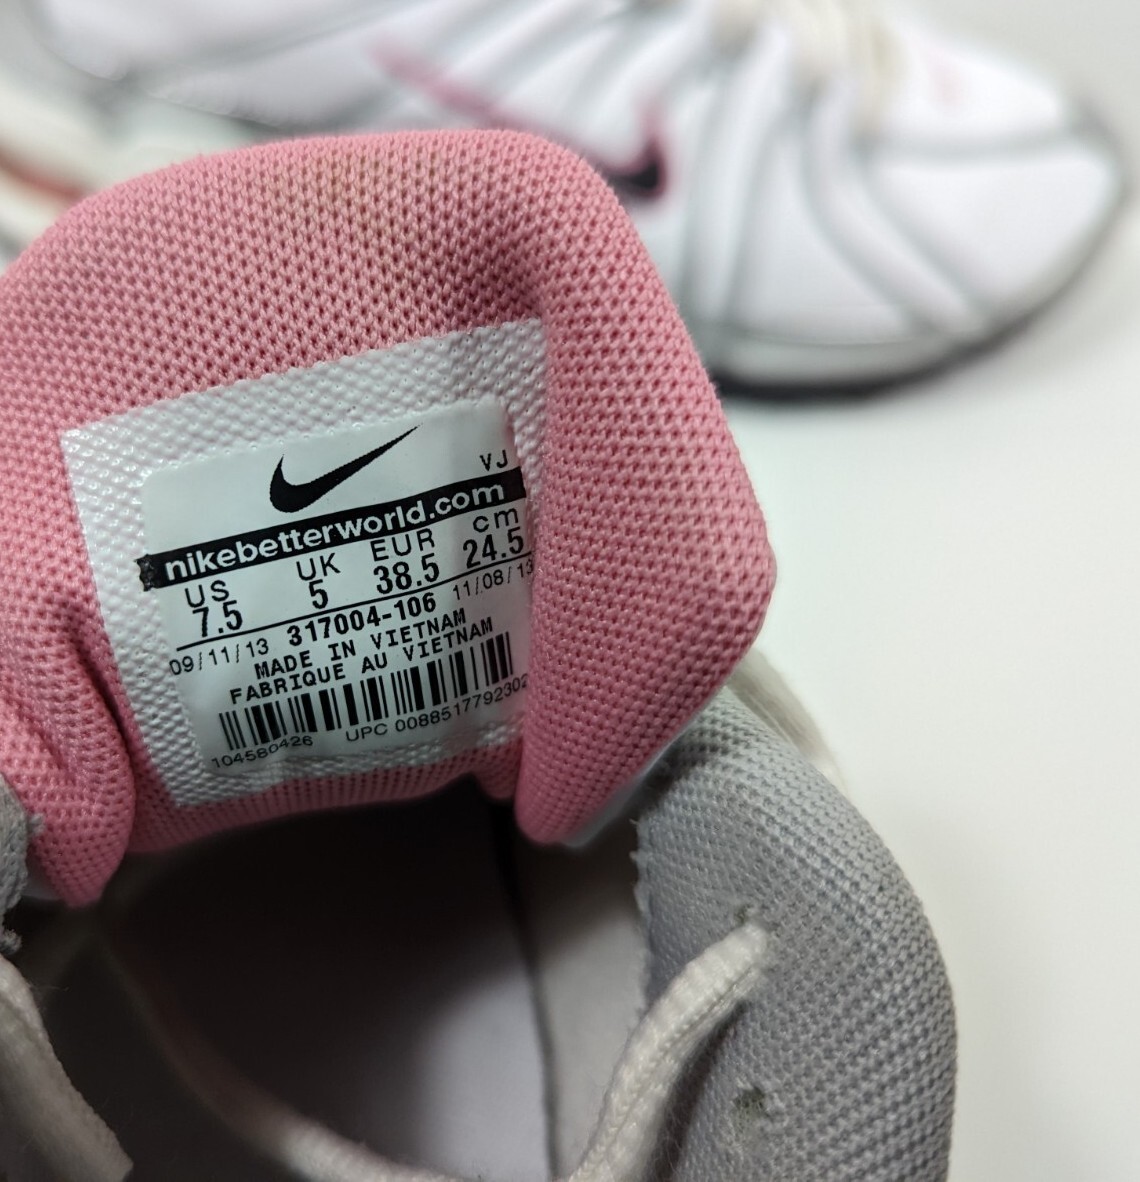 VJ
nikebetterworld.com
US UK EUR cm
7.5 5 38.5 24.5
09/11/13 317004-106 11/08/13
MADE IN VIETNAM
FABRIQUE AU VIETNAM
104580426 UPC 0088517792302